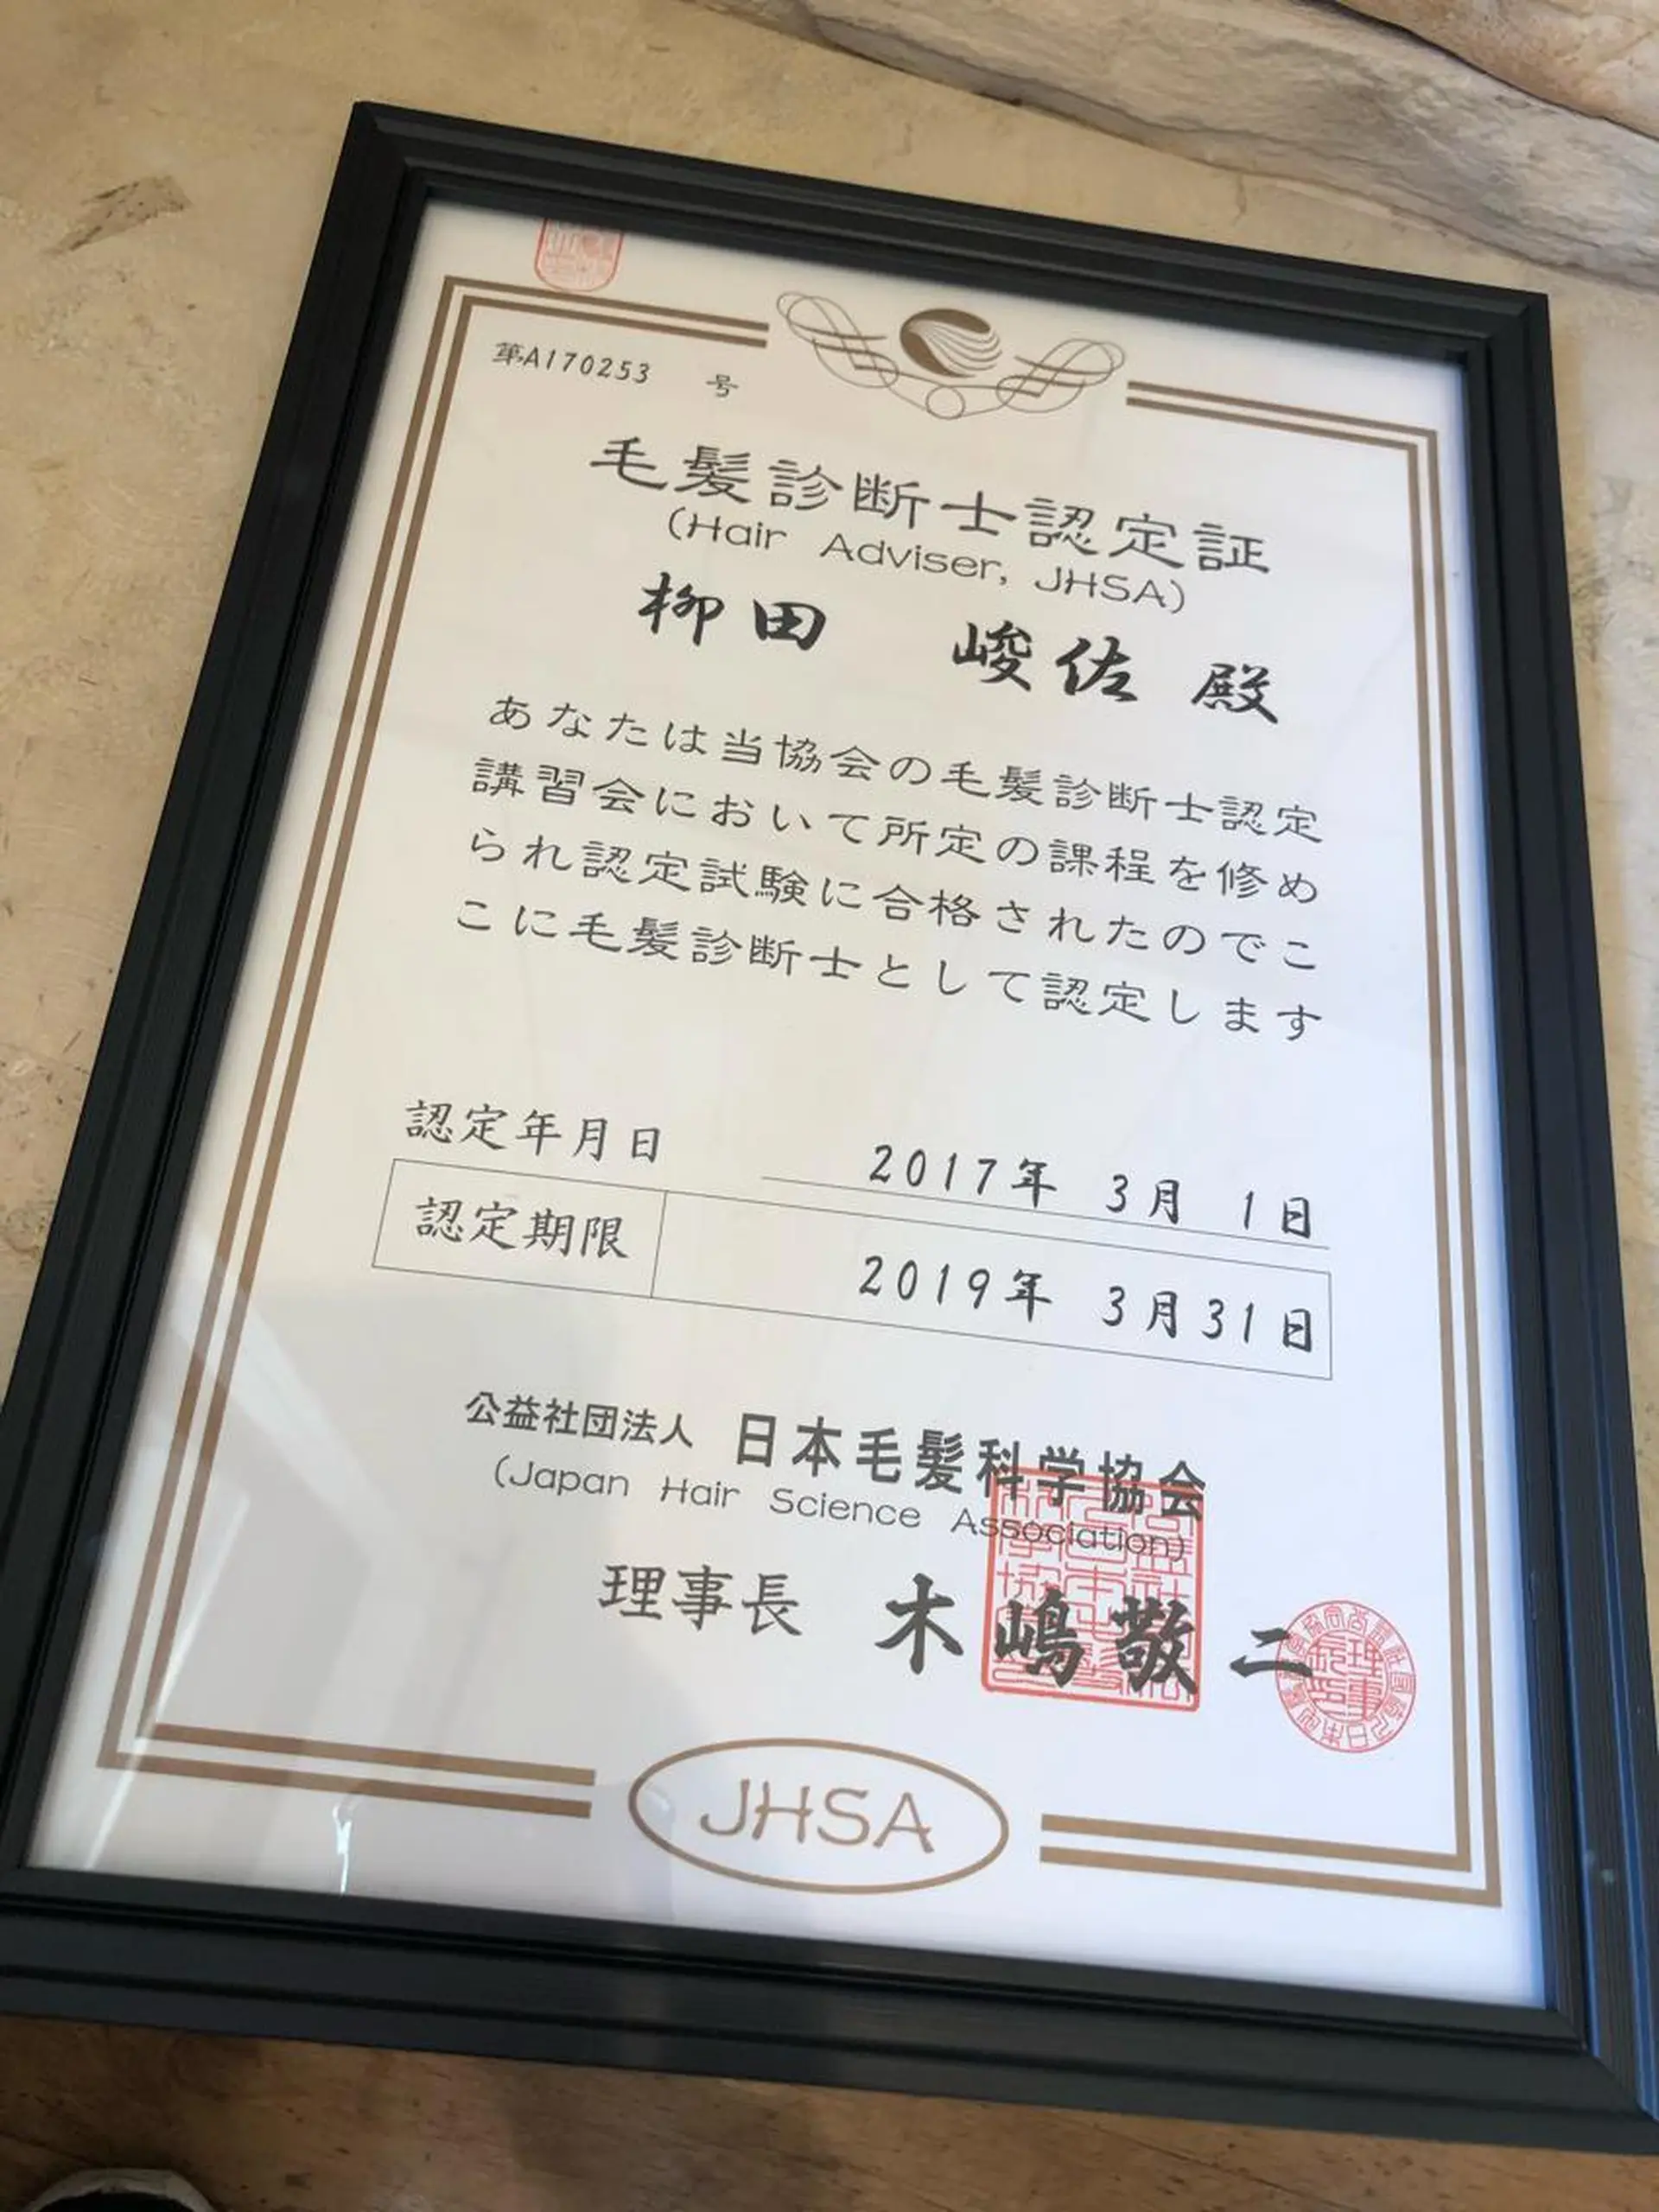 第A170253 号
毛髪診断士認定証
(Hair Adviser, JHSA)
柳田 峻佐 殿
あなたは当協会の毛髪診断士認定
講習会において所定の課程を修め
られ認定試験に合格されたのでこ
こに毛髪診断士として認定します
認定年月日 2017年 3月 1日
認定期限 2019年 3月31日
公益社団法人 日本毛髪科学協会
(Japan Hair Science Association)
理事長 木嶋敬二
JHSA